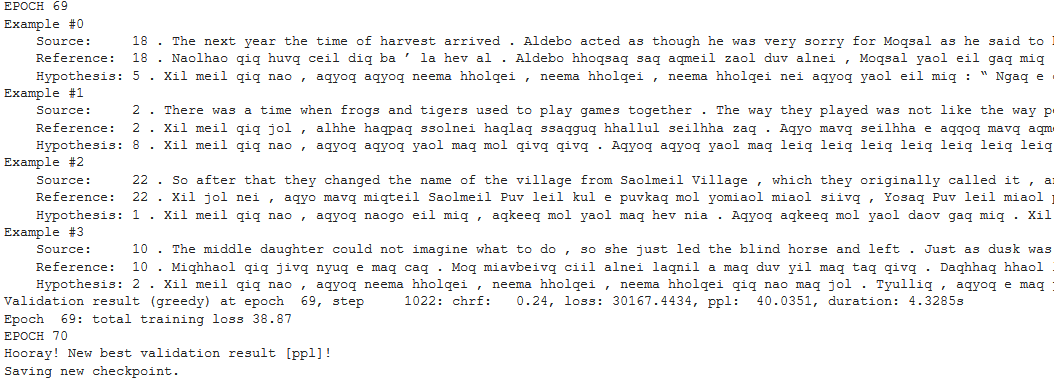 EPOCH 69
Example #0
Source: 18 . The next year the time of harvest arrived . Aldebo acted as though he was very sorry for Moqsal as he said to
Reference: 18 . Naolhao qiq huvq ceil diq ba ’ la hev al . Aldebo hhoqsaq saq aqmeil zaol duv alnei , Moqsal yaol eil gaq miq
Hypothesis: 5 . Xil meil qiq nao , aqyoq aqyoq neema hholqei , neema hholqei , neema hholqei nei aqyoq yaol eil miq : “ Ngaq e
Example #1
Source: 2 . There was a time when frogs and tigers used to play games together . The way they played was not like the way
Reference: 2 . Xil meil qiq jol , alhhe haqpaq ssolnei haqlaq ssaqguq hhallul seilhha zaq . Aqyo mavq seilhha e aqqoq mavq
Hypothesis: 8 . Xil meil qiq nao , aqyoq aqyoq yaol maq mol qivq qivq . Aqyoq aqyoq yaol maq leiq leiq leiq leiq leiq leiq leiq
Example #2
Source: 22 . So after that they changed the name of the village from Saolmeil Village , which they originally called it ,
Reference: 22 . Xil jol nei , aqyo mavq miqteil Saolmeil Puv leil kul e puvkaq mol yomiaol miaol siivq , Yosaq Puv leil miaol
Hypothesis: 1 . Xil meil qiq nao , aqyoq naogo eil miq , aqkeeq mol yaol maq hev nia . Aqyoq aqkeeq mol yaol daov gaq miq . Xil
Example #3
Source: 10 . The middle daughter could not imagine what to do , so she just led the blind horse and left . Just as dusk was
Reference: 10 . Miqhhaol qiq jivq nyuq e maq caq . Moq miavbeivq ciil alnei laqnil a maq duv yil maq taq qivq . Daqhhaq hhaol
Hypothesis: 2 . Xil meil qiq nao , aqyoq neema hholqei , neema hholqei , neema hholqei qiq nao maq jol . Tyulliq , aqyoq e maq
Validation result (greedy) at epoch 69, step 1022: chrf: 0.24, loss: 30167.4434, ppl: 40.0351, duration: 4.3285s
Epoch 69: total training loss 38.87
EPOCH 70
Hooray! New best validation result [ppl]!
Saving new checkpoint.